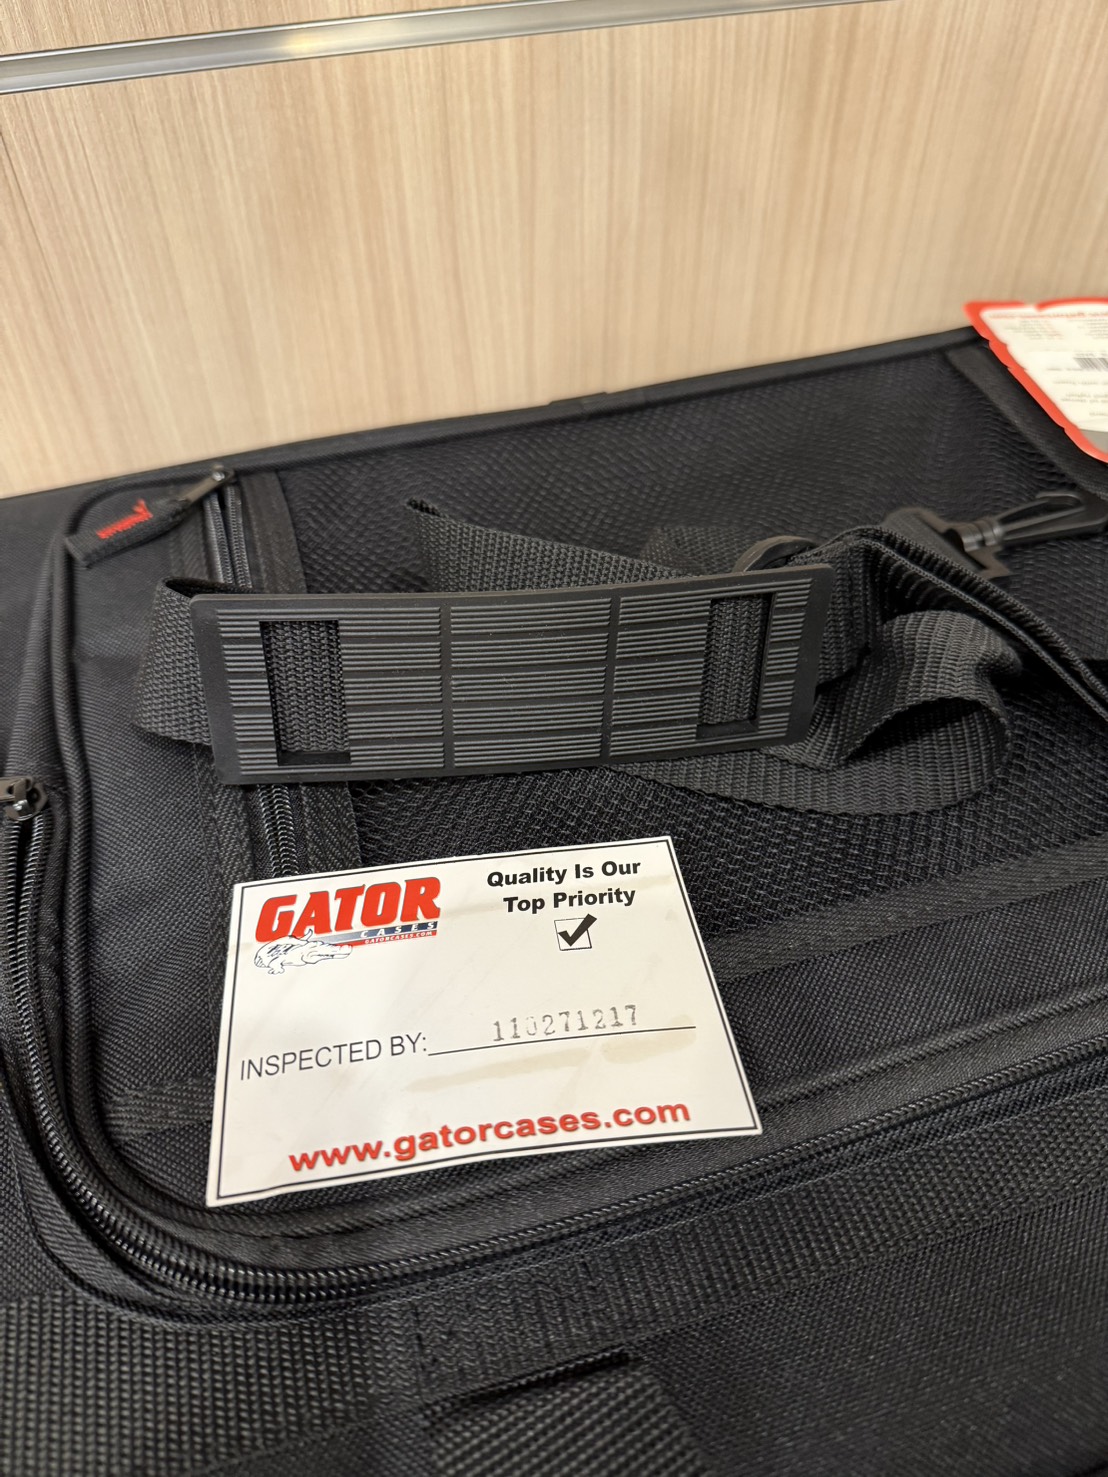 GATOR
CASES
GATORCASES.COM
Quality Is Our
Top Priority
INSPECTED BY: 110271217
www.gatorcases.com